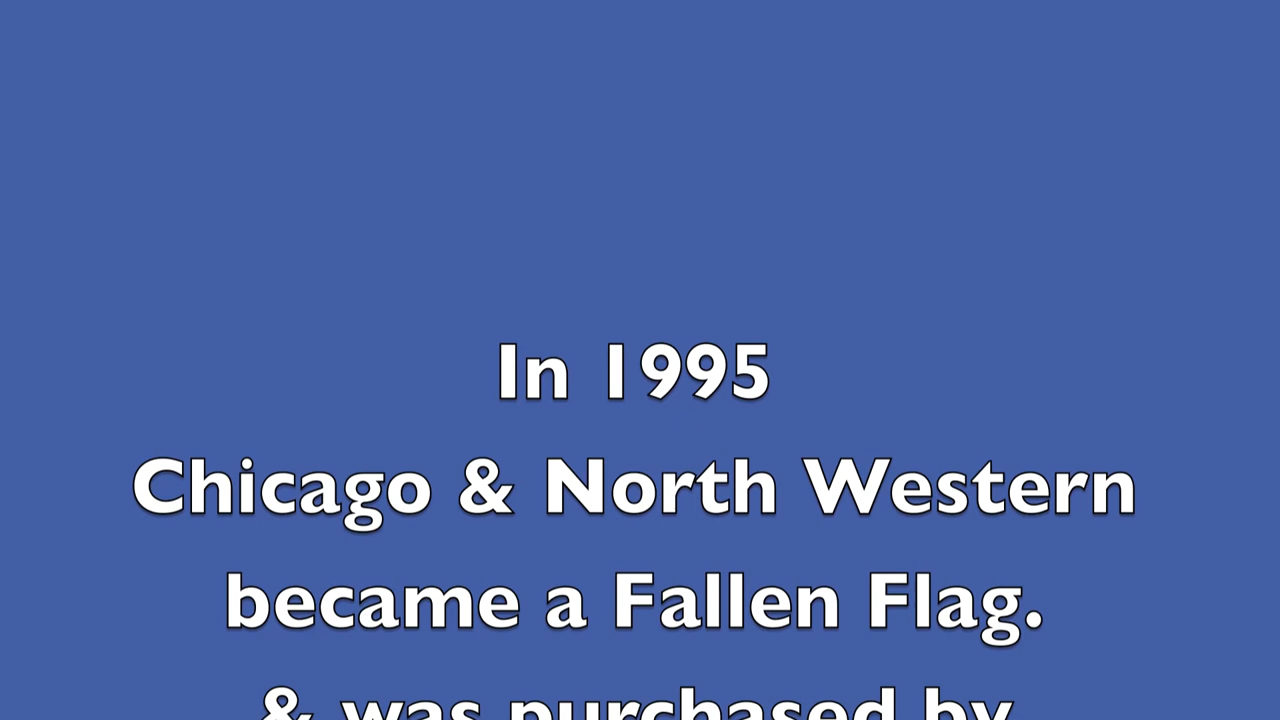 In 1995
Chicago & North Western
became a Fallen Flag.
& was purchased by